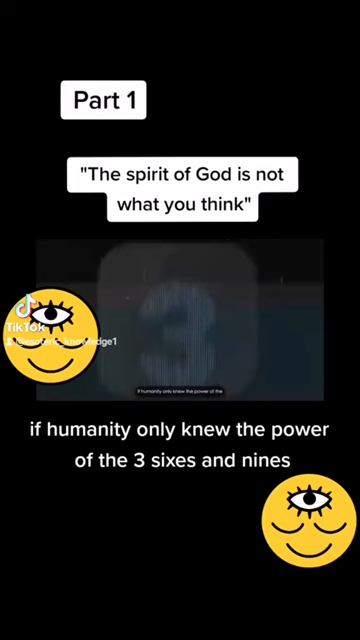 Part 1
"The spirit of God is not
what you think"
3
TikTok
@esoteric_knowledge1
If humanity only knew the power of the
if humanity only knew the power
of the 3 sixes and nines